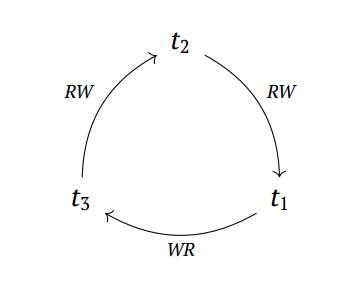 t₂
RW RW
t₃ t₁
WR